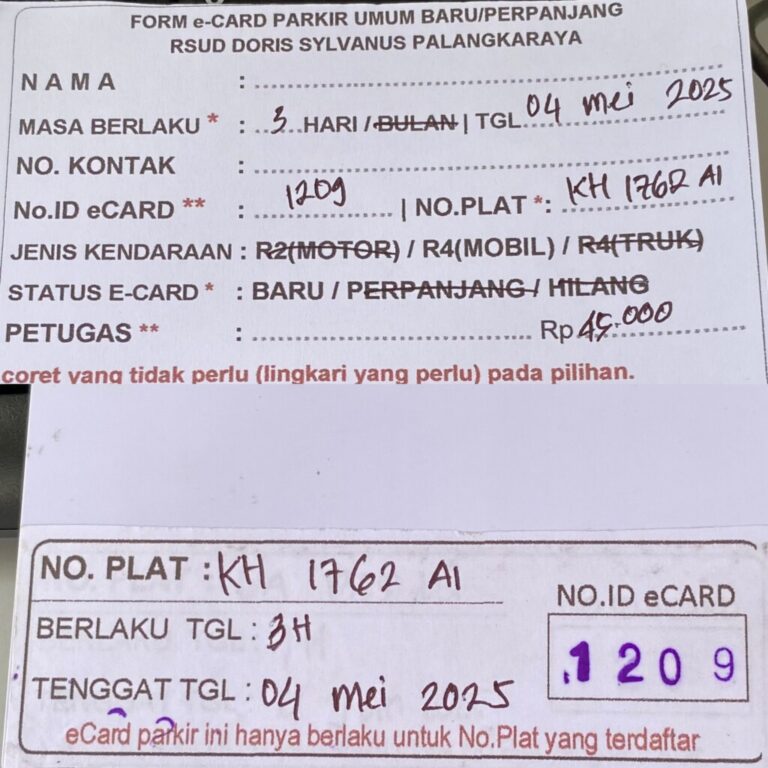 FORM e-CARD PARKIR UMUM BARU/PERPANJANG
RSUD DORIS SYLVANUS PALANGKARAYA
N A M A :
MASA BERLAKU * : 3 HARI / BULAN | TGL 04 mei 2025
NO. KONTAK :
No.ID eCARD ** : 1209 | NO.PLAT *: KH 1762 AI
JENIS KENDARAAN : R2(MOTOR) / R4(MOBIL) / R4(TRUK)
STATUS E-CARD * : BARU / PERPANJANG / HILANG
PETUGAS ** : Rp 45.000
coret yang tidak perlu (lingkari yang perlu) pada pilihan.
NO. PLAT : KH 1762 AI
BERLAKU TGL : 3H
TENGGAT TGL : 04 mei 2025
NO.ID eCARD
1209
eCard parkir ini hanya berlaku untuk No.Plat yang terdaftar